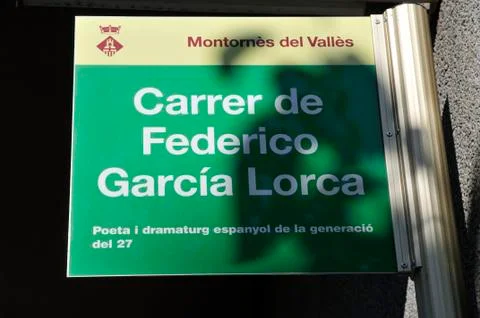 Montornès del Vallès
Carrer de
Federico
García Lorca
Poeta i dramaturg espanyol de la generació
del 27